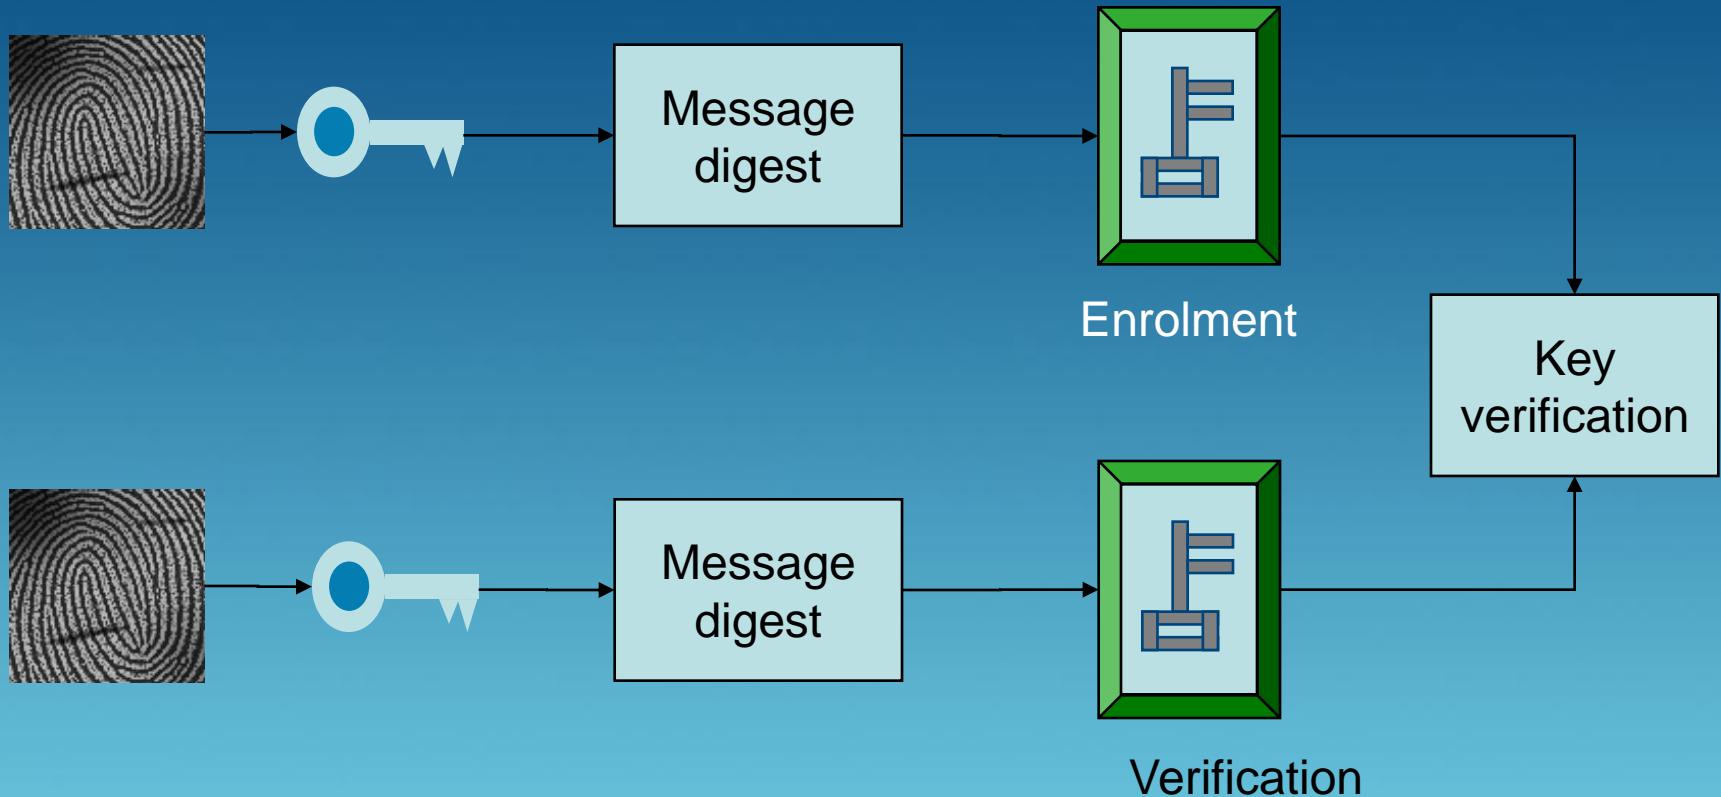 Message
digest
Enrolment
Key
verification
Message
digest
Verification